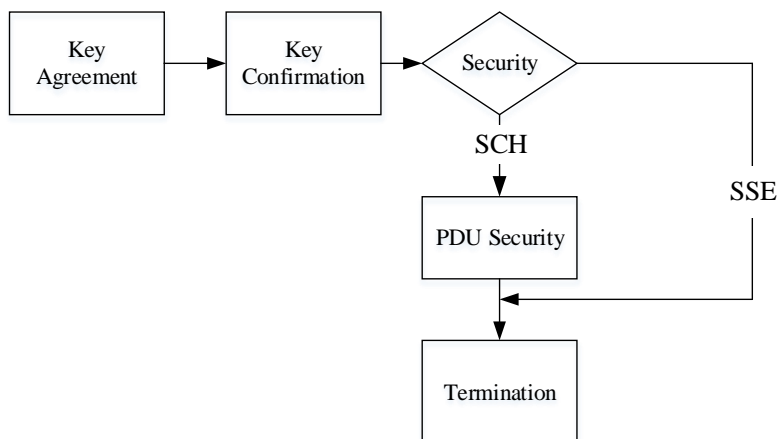 Key
Agreement
Key
Confirmation
Security
SCH
SSE
PDU Security
Termination